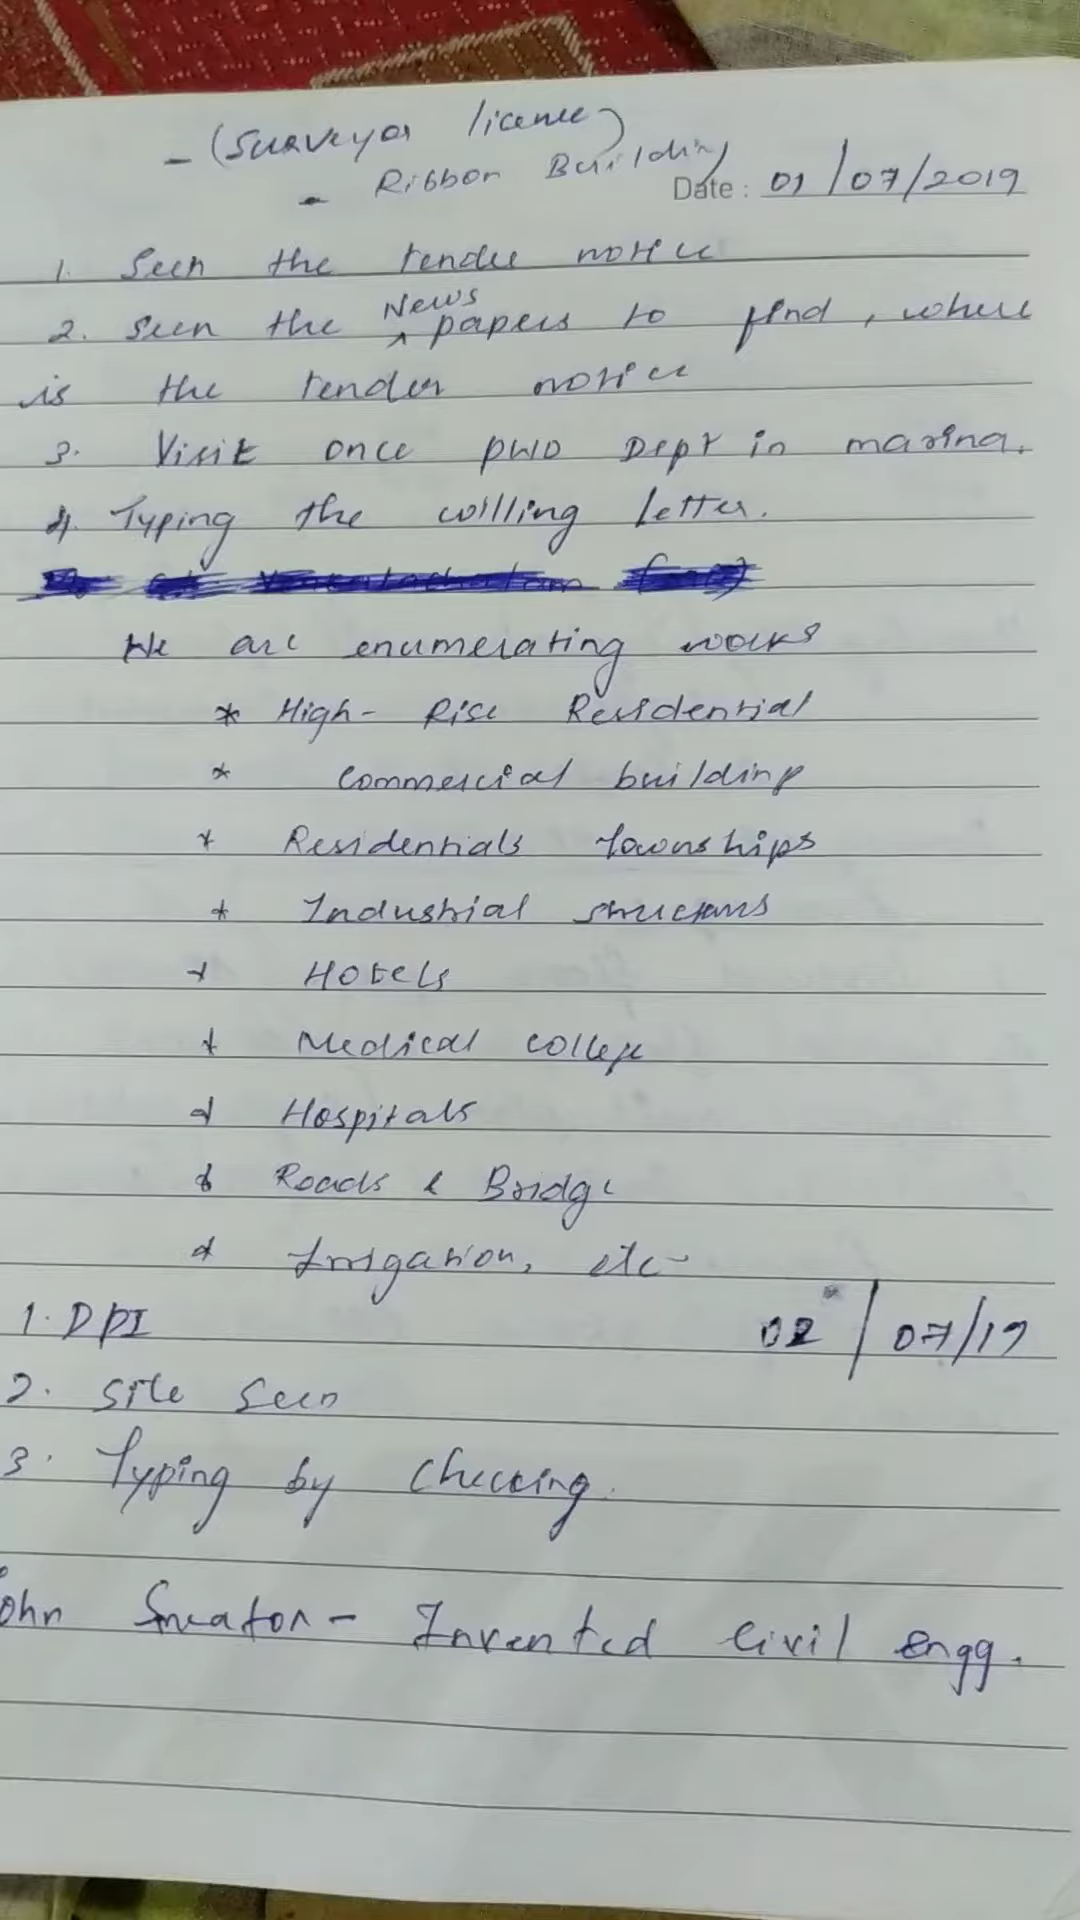 - (Surveyor license)
- Ribbon Building
Date : 01/07/2019
1. Seen the tender notice
2. Seen the News papers to find, where
is the tender notice
3. Visit once PWD Dept in marina.
4. Typing the willing letter.
We are enumerating works
* High- Rise Residential
* Commercial building
* Residentials townships
* Industrial structures
* Hotels
* Medical college
* Hospitals
* Roads & Bridge
* Irrigation, etc-
1. DPI 02/07/19
2. Site Seen
3. Typing by Checking.
John Smeaton - Invented Civil Engg.